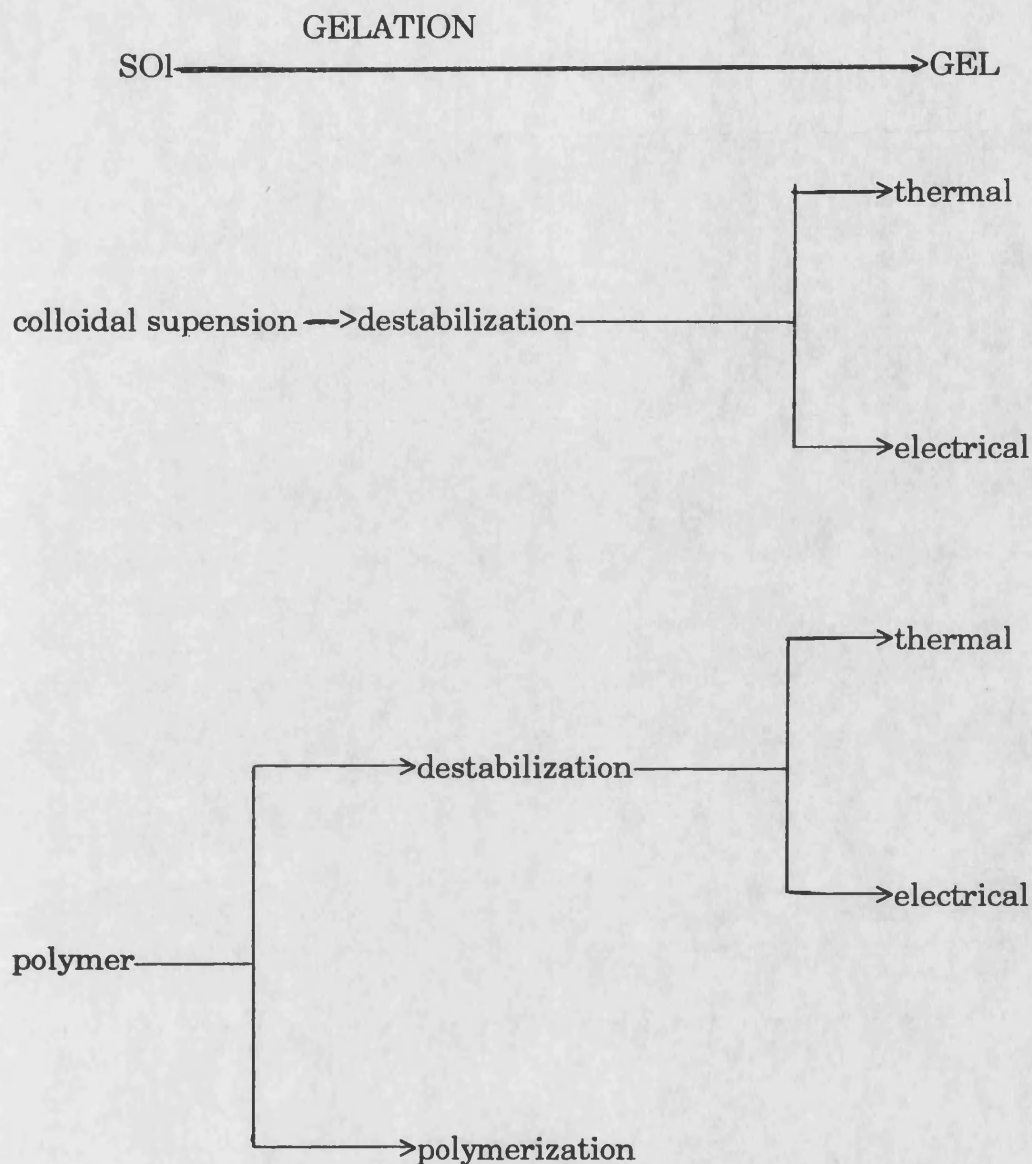 GELATION
SOl GEL
thermal
colloidal supension destabilization
electrical
thermal
destabilization
electrical
polymer
polymerization